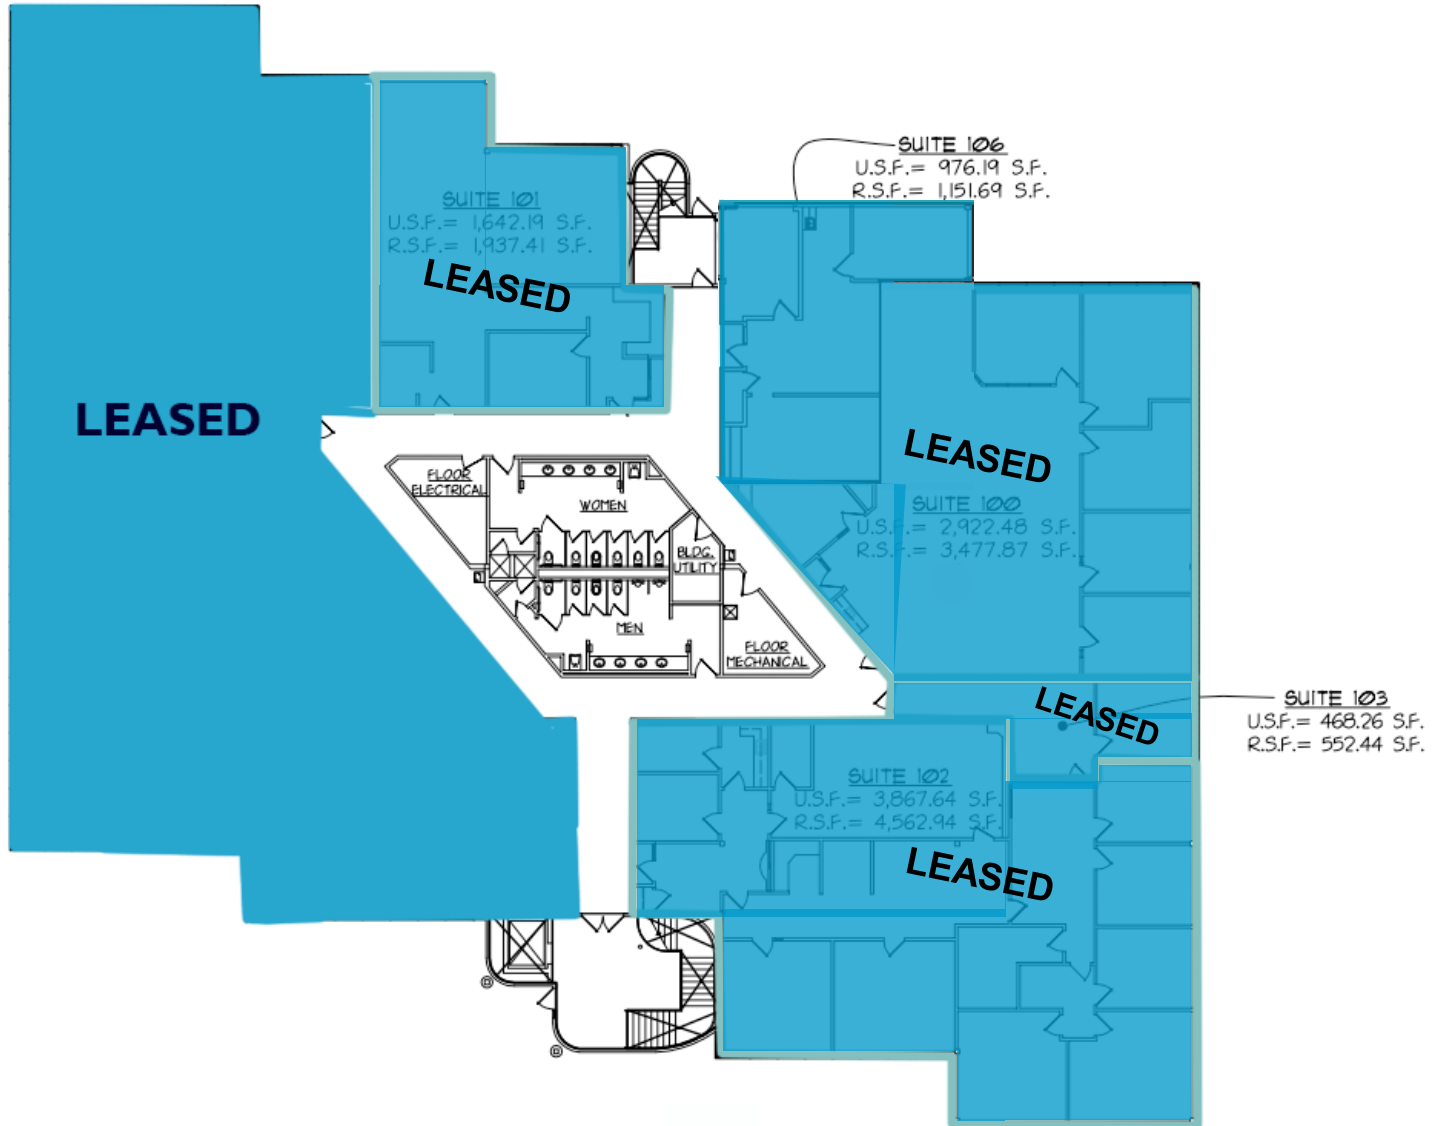 SUITE 106
U.S.F.= 976.19 S.F.
R.S.F.= 1,151.69 S.F.
SUITE 101
U.S.F.= 1,642.19 S.F.
R.S.F.= 1,937.41 S.F.
LEASED
LEASED
LEASED
FLOOR
ELECTRICAL
WOMEN
SUITE 100
U.S.F.= 2,922.48 S.F.
R.S.F.= 3,477.87 S.F.
BLDG.
UTILITY
MEN
FLOOR
MECHANICAL
LEASED
SUITE 103
U.S.F.= 468.26 S.F.
R.S.F.= 552.44 S.F.
SUITE 102
U.S.F.= 3,867.64 S.F.
R.S.F.= 4,562.94 S.F.
LEASED